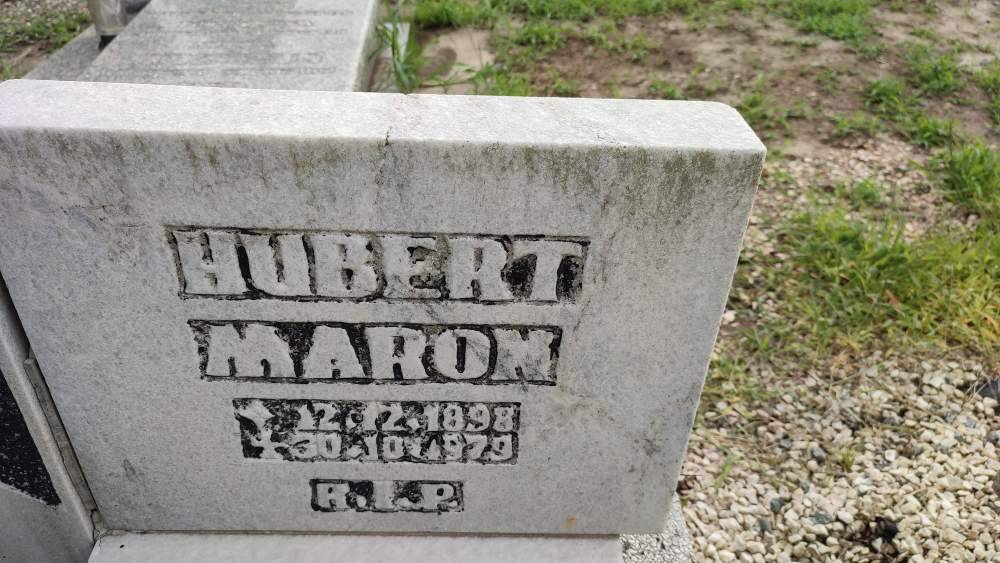 HUBERT
MARON
* 12.12.1898
✝ 30.10.1979
R.I.P.